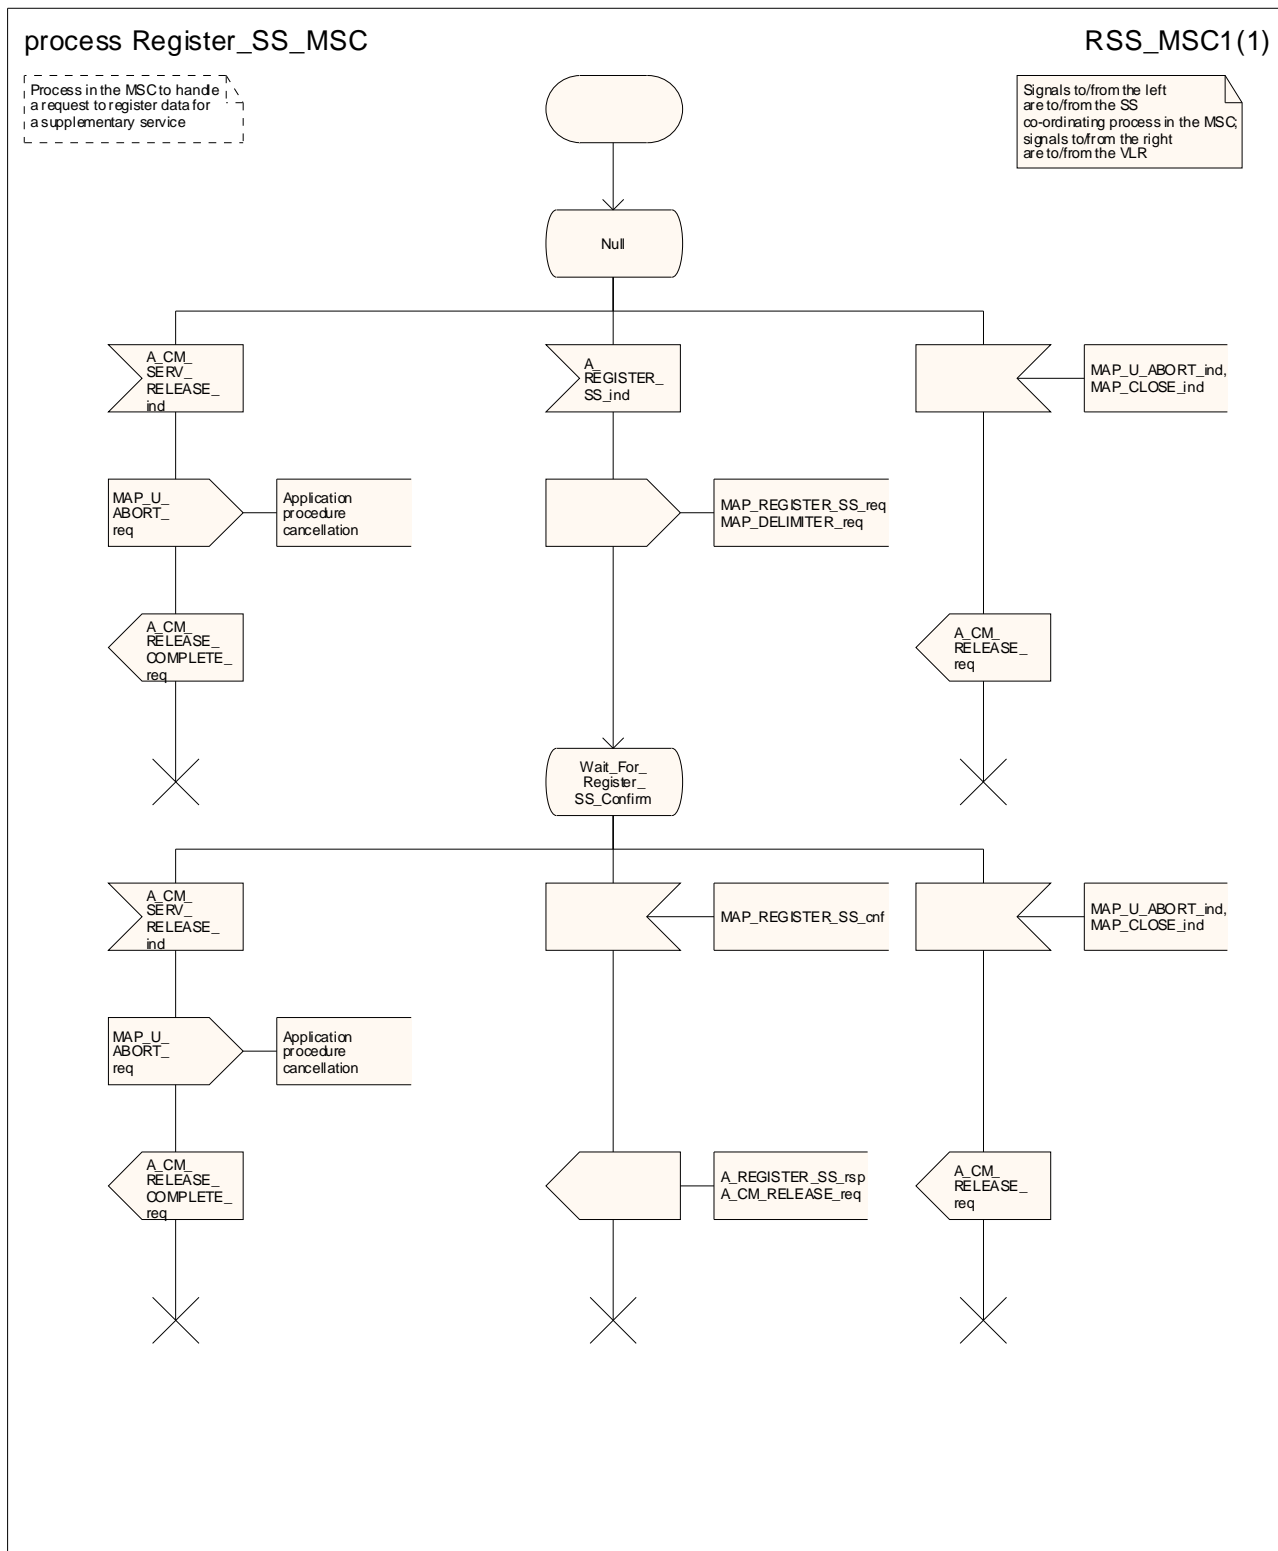 process Register_SS_MSC
RSS_MSC1(1)
Process in the MSC to handle
a request to register data for
a supplementary service
Signals to/from the left
are to/from the SS
co-ordinating process in the MSC;
signals to/from the right
are to/from the VLR
Null
A_CM_
SERV_
RELEASE_
ind
A_
REGISTER_
SS_ind
MAP_U_ABORT_ind,
MAP_CLOSE_ind
MAP_U_
ABORT_
req
Application
procedure
cancellation
MAP_REGISTER_SS_req
MAP_DELIMITER_req
A_CM_
RELEASE_
COMPLETE_
req
A_CM_
RELEASE_
req
Wait_For_
Register_
SS_Confirm
A_CM_
SERV_
RELEASE_
ind
MAP_REGISTER_SS_cnf
MAP_U_ABORT_ind,
MAP_CLOSE_ind
MAP_U_
ABORT_
req
Application
procedure
cancellation
A_CM_
RELEASE_
COMPLETE_
req
A_REGISTER_SS_rsp
A_CM_RELEASE_req
A_CM_
RELEASE_
req